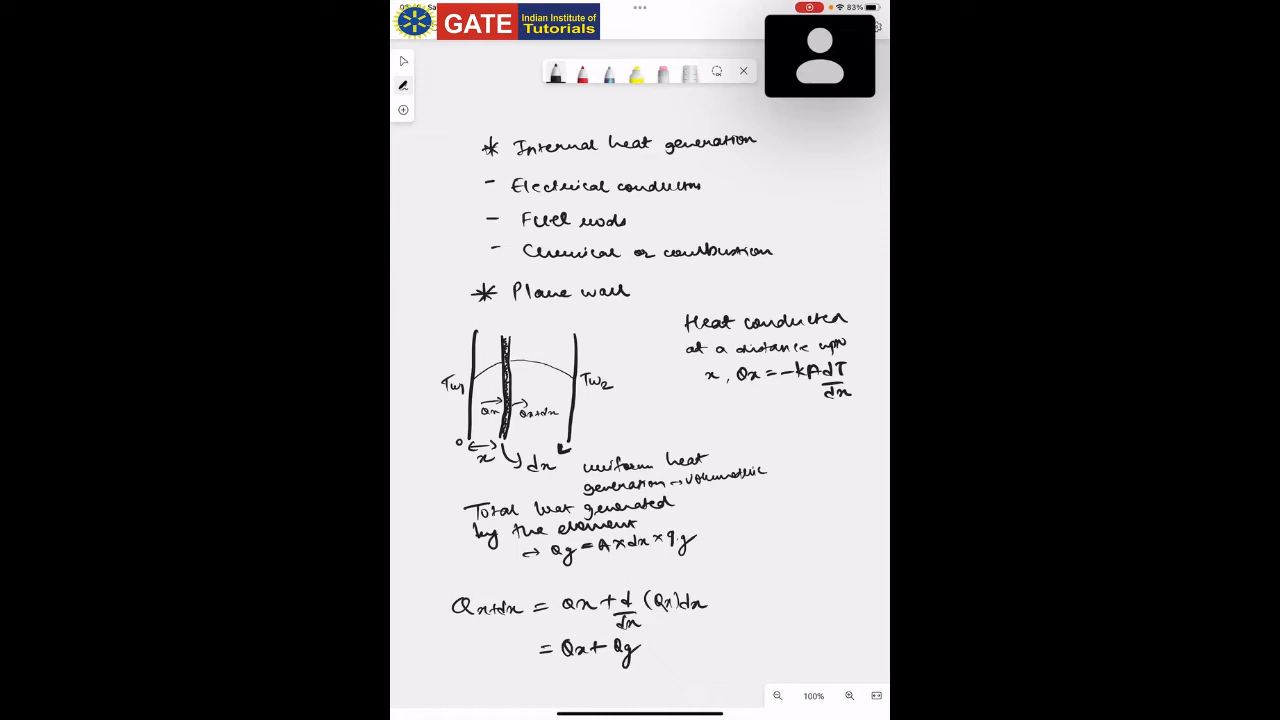 GATE Indian Institute of Tutorials
83%
* Internal heat generation
- Electrical conductors
- Fuel rods
- Chemical or combustion
* Plane wall
Heat conducted
at a distance upto
x, Qx = -kA dT/dx
Tw1
Tw2
Qx
Qx+dx
0
x
dx
L
uniform heat
generation → volumetric
Total heat generated
by the element
↔ Qg = A × dx × q.g
Qx+dx = Qx + d/dx (Qx)dx
= Qx + Qg
100%